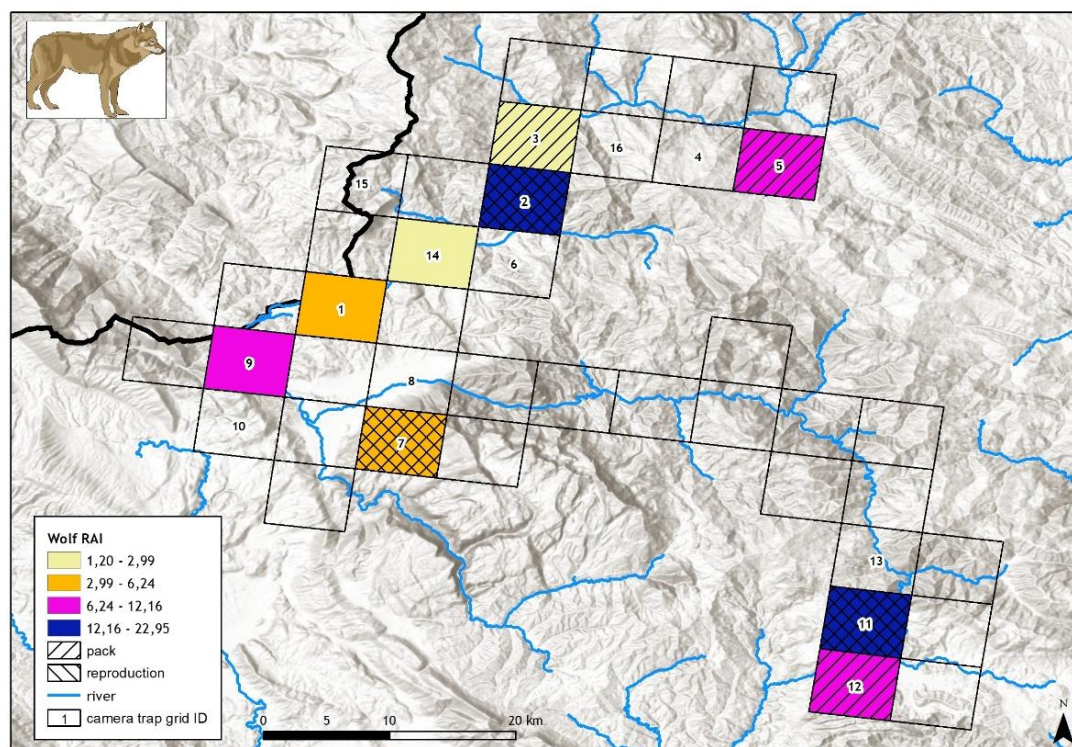 3
16
4
5
15
2
14
6
1
9
8
10
7
13
11
12
Wolf RAI
1,20 - 2,99
2,99 - 6,24
6,24 - 12,16
12,16 - 22,95
pack
reproduction
river
1 camera trap grid ID
0 5 10 20 km
N